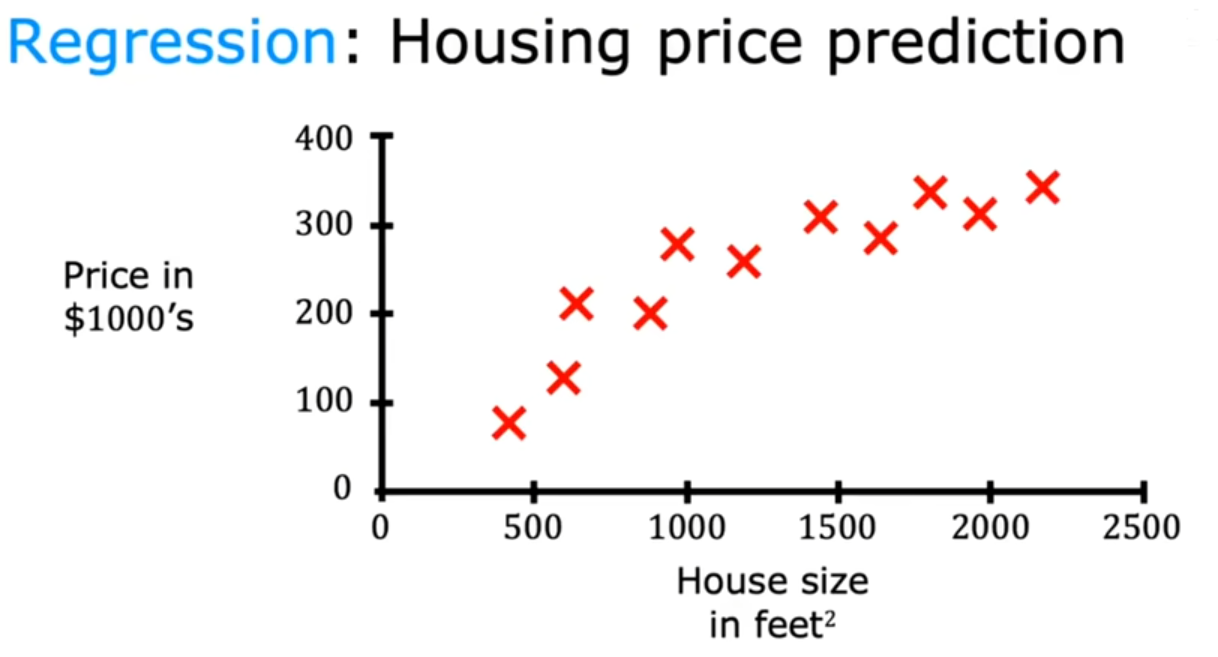 Regression: Housing price prediction
400
300
Price in
$1000’s
200
100
0
0 500 1000 1500 2000 2500
House size
in feet²